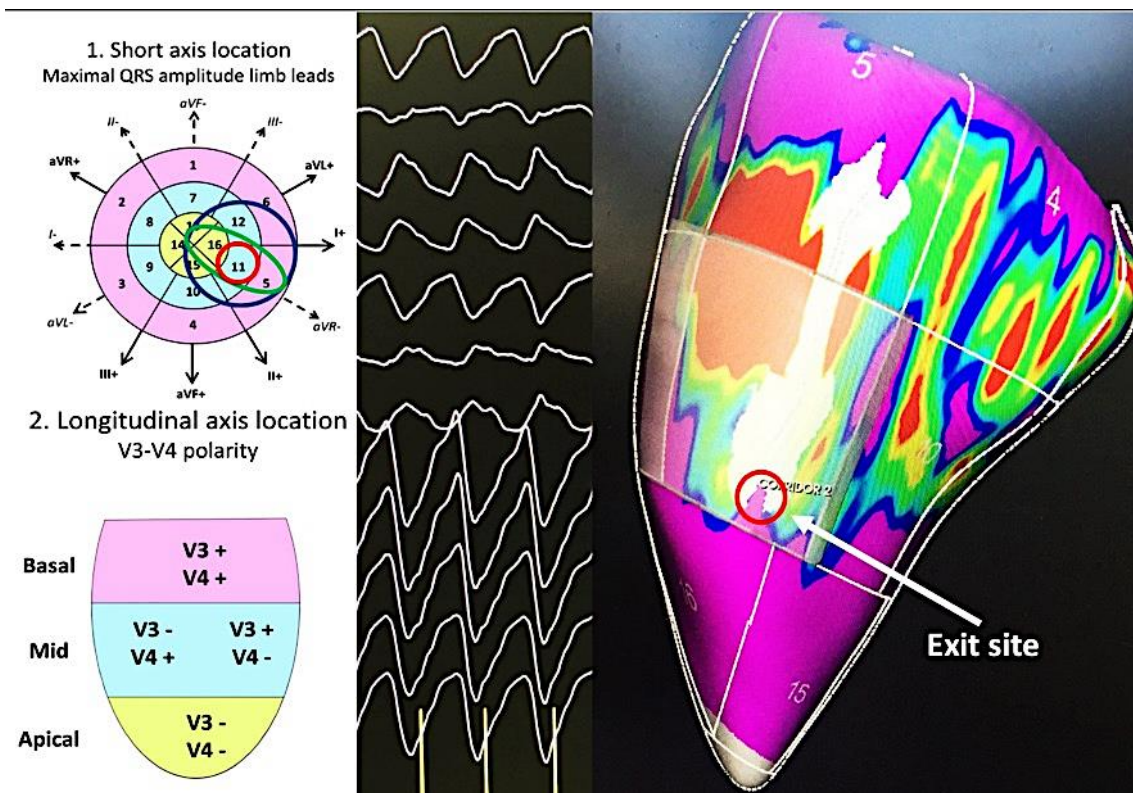 1. Short axis location
Maximal QRS amplitude limb leads
aVF-
II-
III-
aVR+
aVL+
1
2
7
6
8
12
I-
14
16
I+
9
15
11
3
10
5
aVL-
4
aVR-
III+
II+
aVF+
2. Longitudinal axis location
V3-V4 polarity
Basal
V3 +
V4 +
Mid
V3 - V3 +
V4 + V4 -
Apical
V3 -
V4 -
5
4
10
CORRIDOR 2
Exit site
15